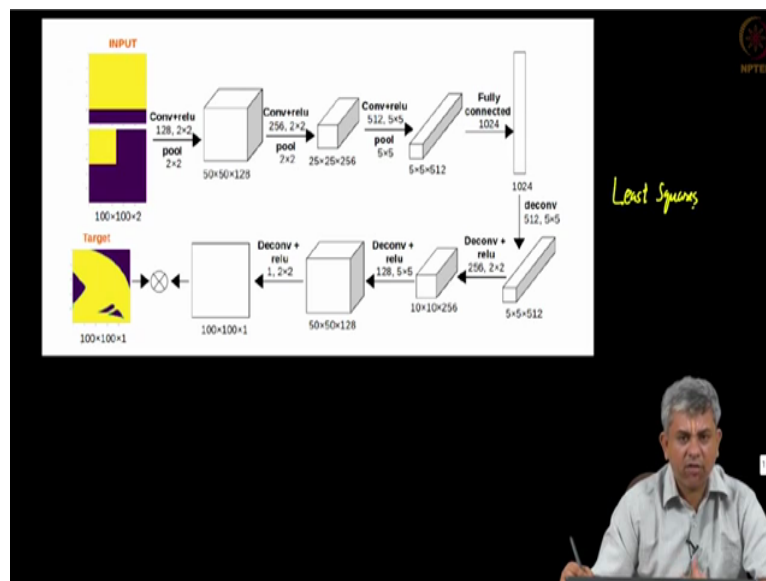 INPUT
Conv+relu
128, 2×2
pool
2×2
100×100×2
50×50×128
Conv+relu
256, 2×2
pool
2×2
25×25×256
Conv+relu
512, 5×5
pool
5×5
5×5×512
Fully
connected
1024
1024
NPTEL
Least Squares
deconv
512, 5×5
5×5×512
Deconv +
relu
256, 2×2
10×10×256
Deconv +
relu
128, 5×5
50×50×128
Deconv +
relu
1, 2×2
100×100×1
Target
100×100×1
1